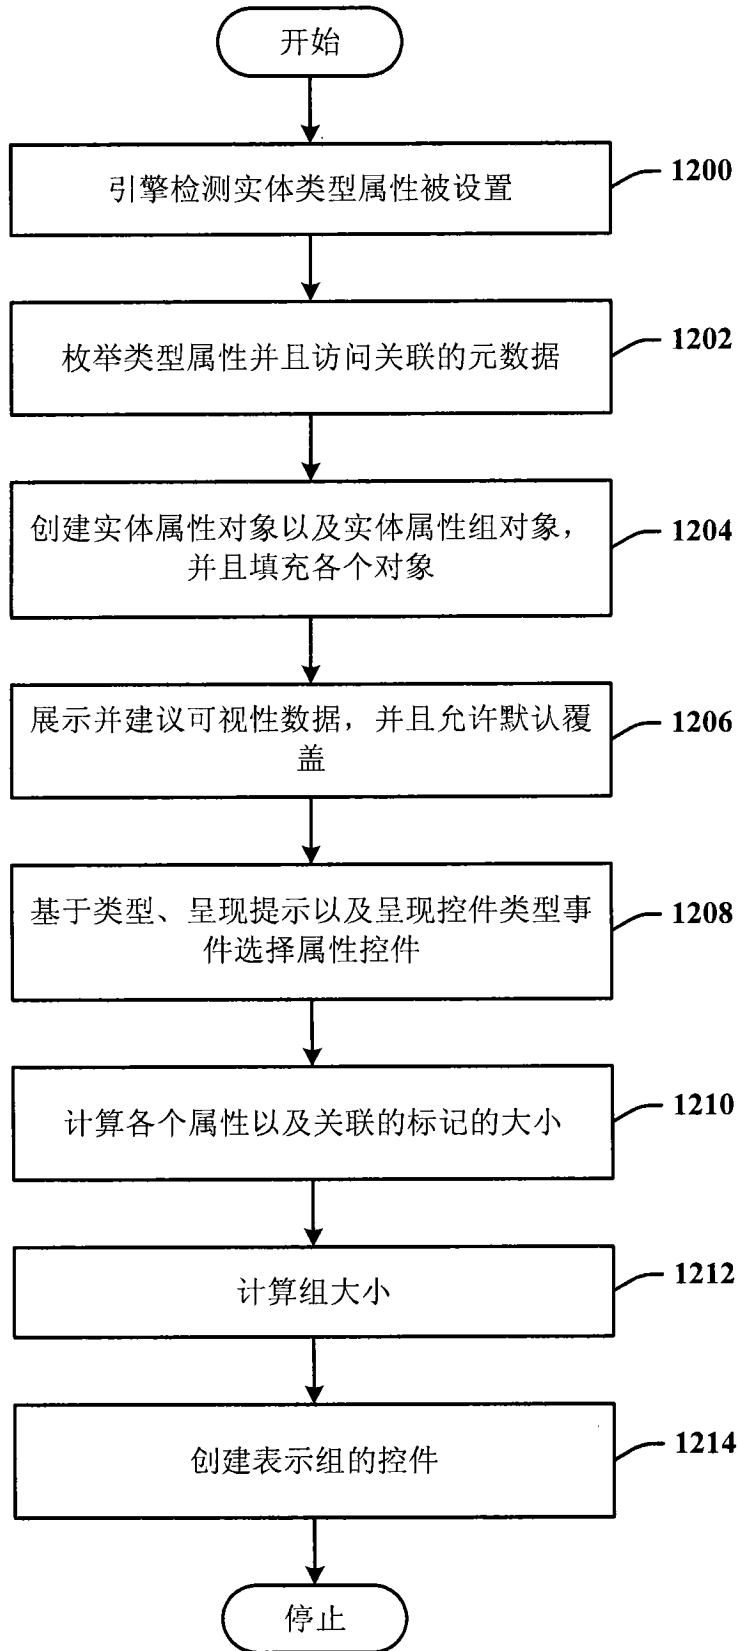 开始
引擎检测实体类型属性被设置
1200
枚举类型属性并且访问关联的元数据
1202
创建实体属性对象以及实体属性组对象，
并且填充各个对象
1204
展示并建议可视性数据，并且允许默认覆
盖
1206
基于类型、呈现提示以及呈现控件类型事
件选择属性控件
1208
计算各个属性以及关联的标记的大小
1210
计算组大小
1212
创建表示组的控件
1214
停止